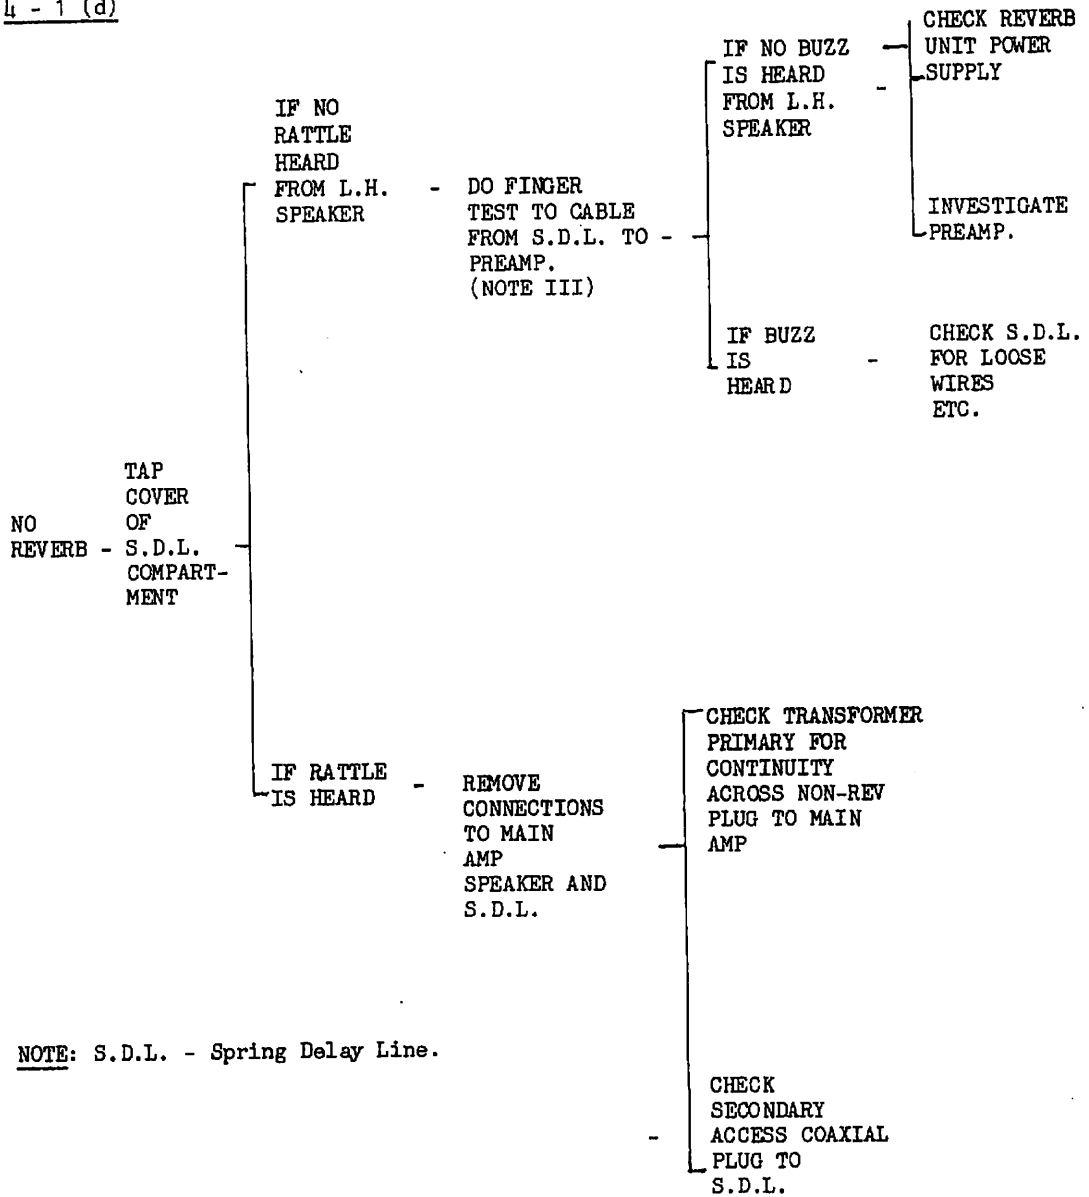 4 - 1 (d)
NO
REVERB -
TAP
COVER
OF
S.D.L.
COMPART-
MENT
IF NO
RATTLE
HEARD
FROM L.H.
SPEAKER
-
DO FINGER
TEST TO CABLE
FROM S.D.L. TO -
PREAMP.
(NOTE III)
IF NO BUZZ
IS HEARD
FROM L.H.
SPEAKER
-
CHECK REVERB
UNIT POWER
SUPPLY
INVESTIGATE
PREAMP.
IF BUZZ
IS
HEARD
-
CHECK S.D.L.
FOR LOOSE
WIRES
ETC.
IF RATTLE
IS HEARD
-
REMOVE
CONNECTIONS
TO MAIN
AMP
SPEAKER AND
S.D.L.
CHECK TRANSFORMER
PRIMARY FOR
CONTINUITY
ACROSS NON-REV
PLUG TO MAIN
AMP
-
CHECK
SECONDARY
ACCESS COAXIAL
PLUG TO
S.D.L.
NOTE: S.D.L. - Spring Delay Line.